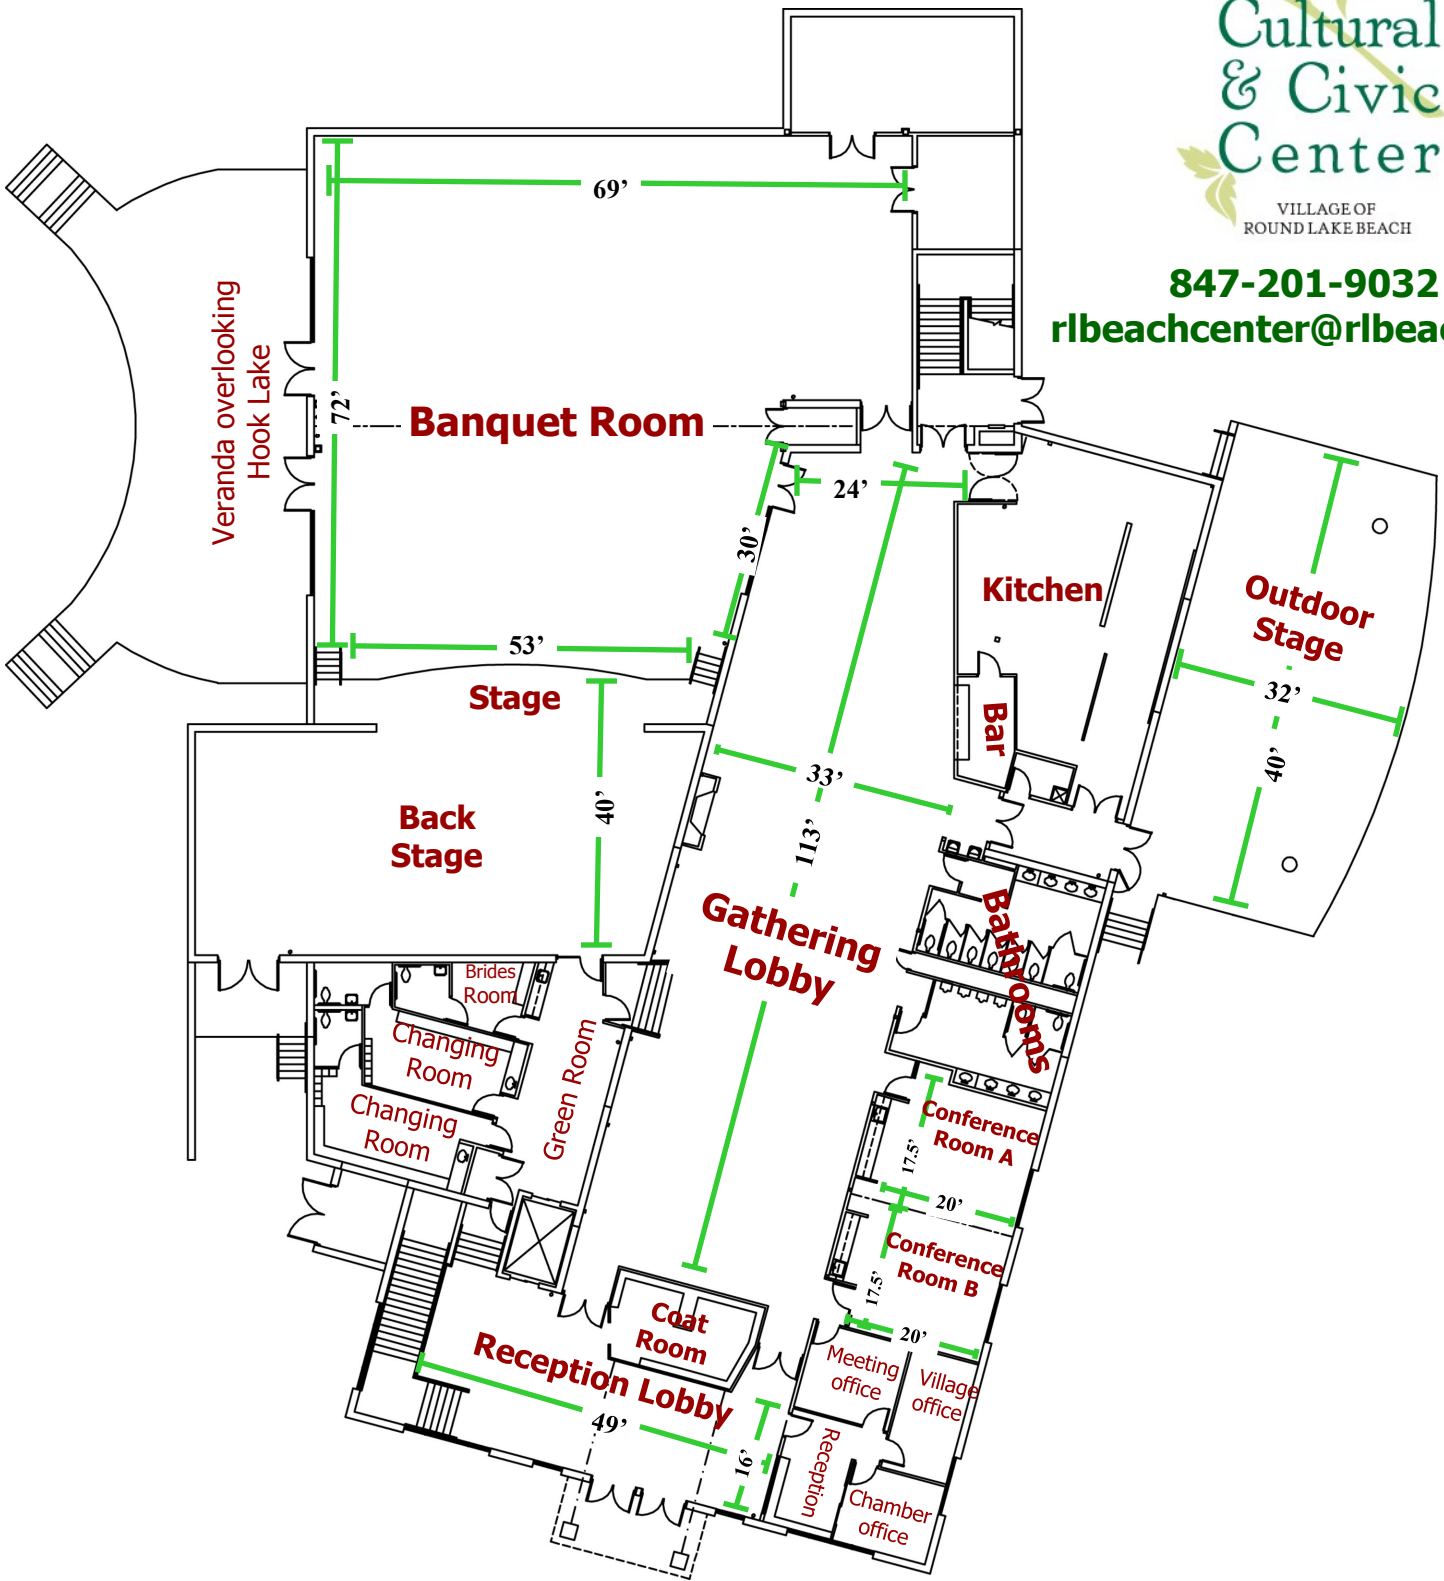 Cultural
& Civic
Center
VILLAGE OF
ROUND LAKE BEACH
847-201-9032
69’
Veranda overlooking
Hook Lake
72’
Banquet Room
24’
30’
Kitchen
Outdoor
Stage
53’
Stage
32’
Bar
33’
40’
40’
113’
Back
Stage
Gathering
Lobby
Bathrooms
Brides
Room
Changing
Room
Green Room
Changing
Room
Conference
Room A
17.5’
20’
Conference
Room B
17.5’
20’
Coat
Room
Reception Lobby
Meeting
office
Village
office
49’
16’
Reception
Chamber
office